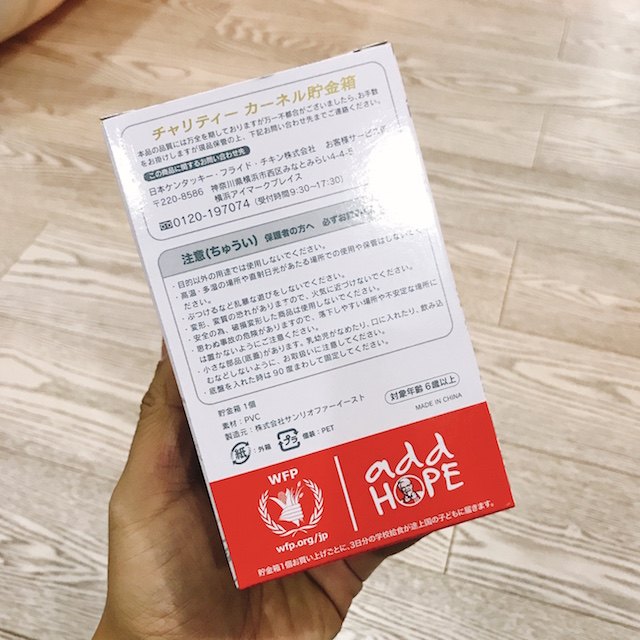 チャリティー カーネル貯金箱
本品の品質には万全を期しておりますが万一不都合がございましたら、お手数
をお掛けしますが現品保管の上、下記お問い合わせ先までご連絡ください。
この商品に関するお問い合わせ先
日本ケンタッキー・フライド・チキン株式会社 お客様サービス
〒220-8586 神奈川県横浜市西区みなとみらい4-4-5
横浜アイマークプレイス
0120-197074 (受付時間9:30~17:30)
注意(ちゅうい) 保護者の方へ 必ずお読み
・目的以外の用途では使用しないでください。
・高温・多湿の場所や直射日光があたる場所での使用や保管はしないで
ください。
・ぶつけるなど乱暴な遊びをしないでください。
・変形、変質の恐れがありますので、火気に近づけないでください。
・安全の為、破損変形した商品は使用しないでください。
・思わぬ事故の危険がありますので、落下しやすい場所や不安定な場所に
は置かないようにご注意ください。
・小さな部品(底蓋)があります。乳幼児がなめたり、口に入れたり、飲み込
むなどしないように、お取扱いに注意してください。
・底盤を入れた時は90度まわして固定してください。
貯金箱1個
素材:PVC
製造元:株式会社サンリオファーイースト
対象年齢 6歳以上
MADE IN CHINA
紙 :外箱 プラ 個装:PET
WFP
wfp.org/jp
add
HOPE
貯金箱1個お買い上げごとに、3日分の学校給食が途上国の子どもに届きます。